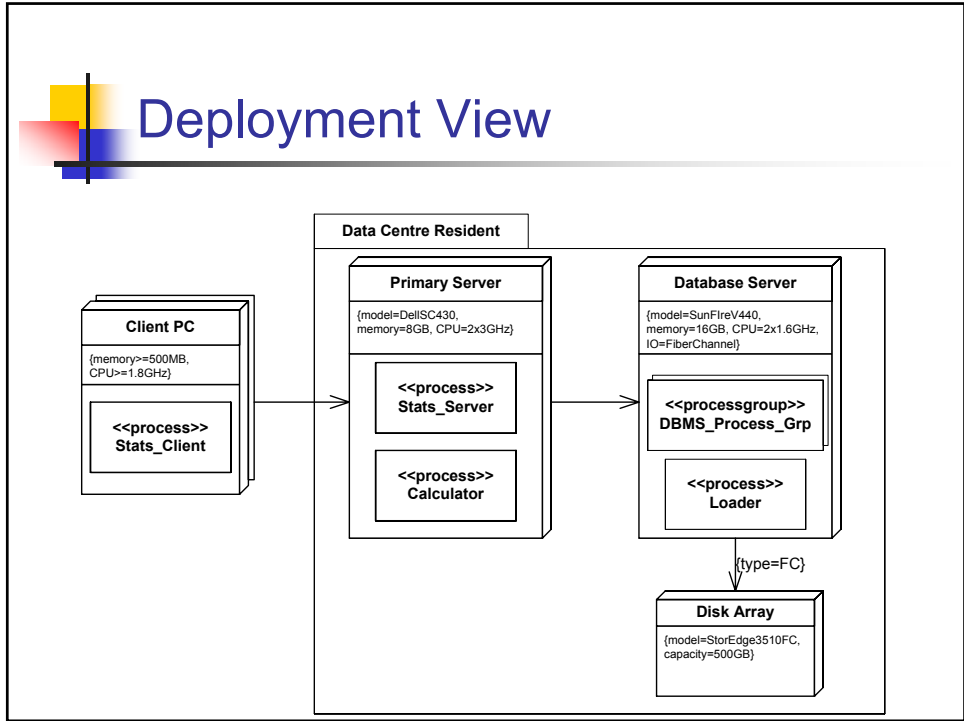 Deployment View
Data Centre Resident
Client PC
{memory>=500MB,
CPU>=1.8GHz}
<<process>>
Stats_Client
Primary Server
{model=DellSC430,
memory=8GB, CPU=2x3GHz}
<<process>>
Stats_Server
<<process>>
Calculator
Database Server
{model=SunFIreV440,
memory=16GB, CPU=2x1.6GHz,
IO=FiberChannel}
<<processgroup>>
DBMS_Process_Grp
<<process>>
Loader
{type=FC}
Disk Array
{model=StorEdge3510FC,
capacity=500GB}